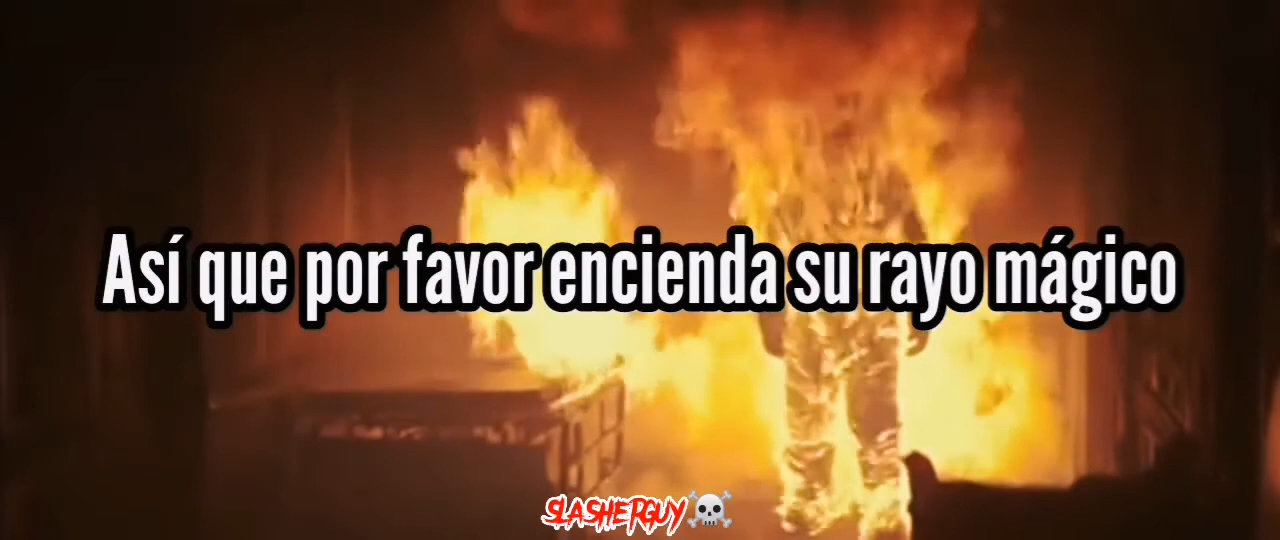 Así que por favor encienda su rayo mágico
SLASHERGUY☠️